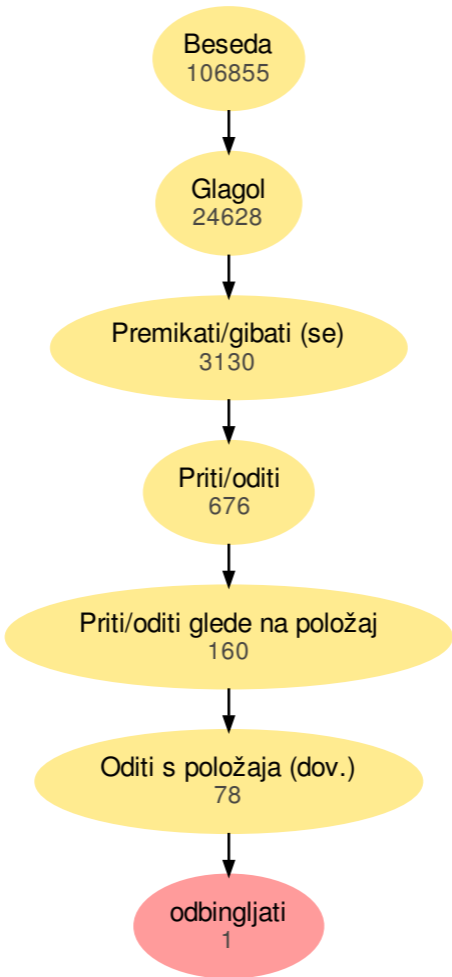 Beseda
106855
Glagol
24628
Premikati/gibati (se)
3130
Priti/oditi
676
Priti/oditi glede na položaj
160
Oditi s položaja (dov.)
78
odbingljati
1